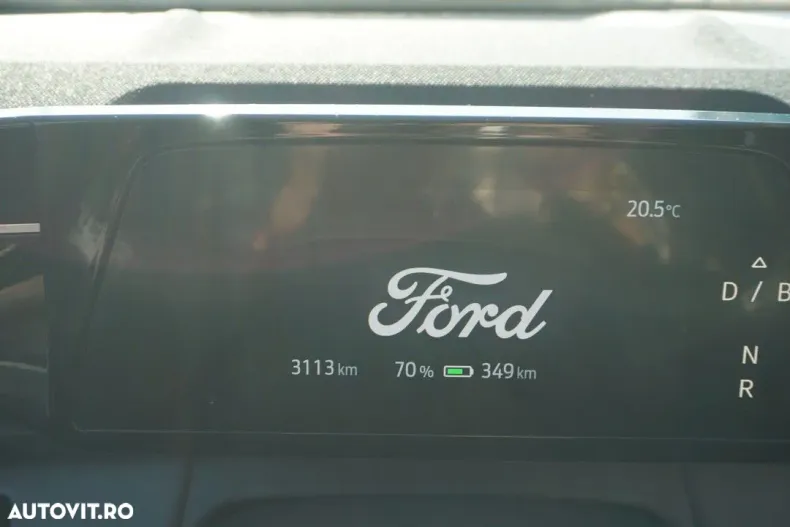 20.5°C
Ford
D / B
3113 km 70 % 349 km
N
R
AUTOVIT.RO